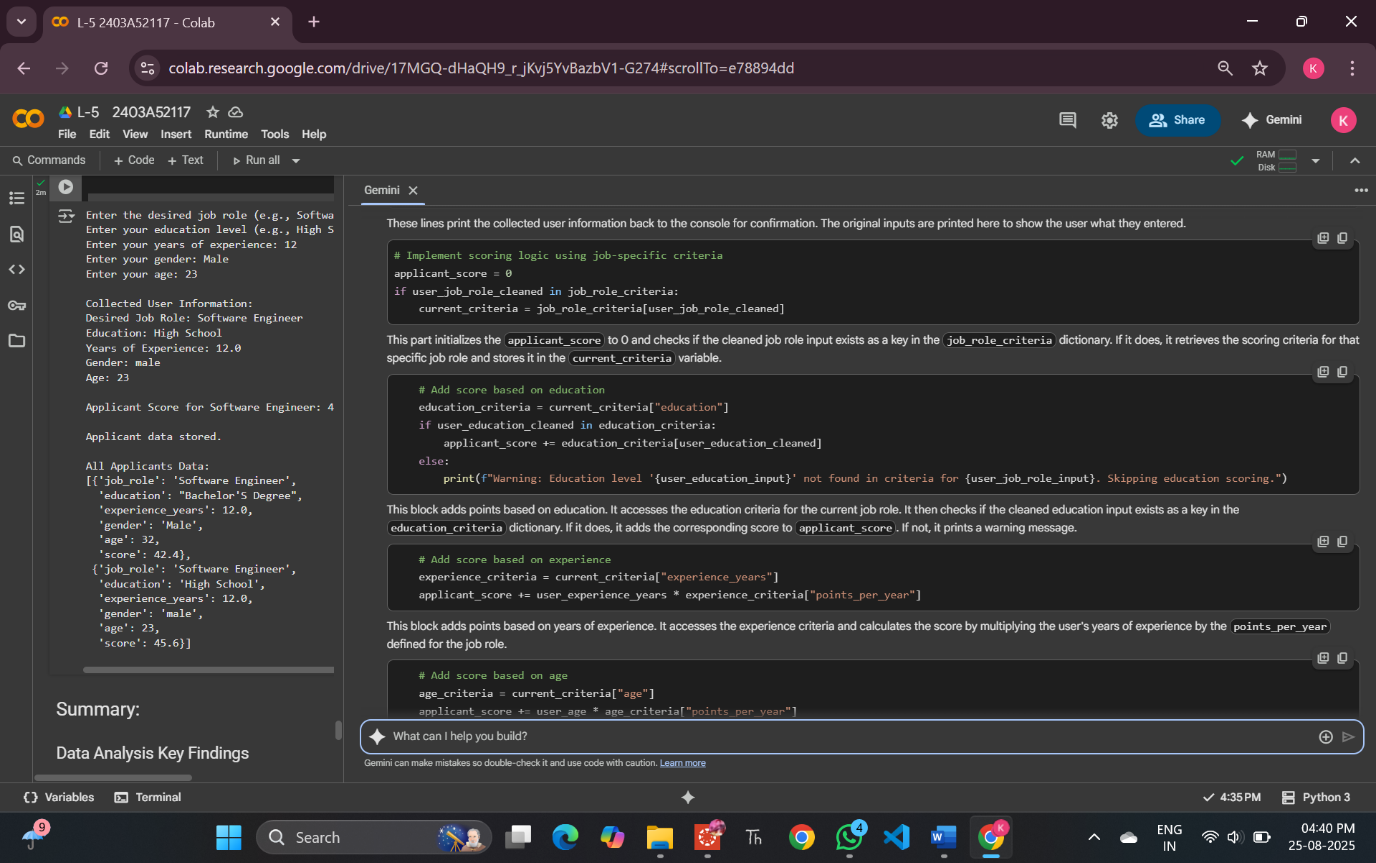 L-5 2403A52117 - Colab
colab.research.google.com/drive/17MGQ-dHaQH9_r_jKvj5YvBazbV1-G274#scrollTo=e78894dd
K
L-5 2403A52117
File Edit View Insert Runtime Tools Help
Share
Gemini
K
Commands + Code + Text Run all
RAM
Disk
2m
Enter the desired job role (e.g., Softwa
Enter your education level (e.g., High S
Enter your years of experience: 12
Enter your gender: Male
Enter your age: 23
Collected User Information:
Desired Job Role: Software Engineer
Education: High School
Years of Experience: 12.0
Gender: male
Age: 23
Applicant Score for Software Engineer: 4
Applicant data stored.
All Applicants Data:
[{'job_role': 'Software Engineer',
'education': "Bachelor'S Degree",
'experience_years': 12.0,
'gender': 'Male',
'age': 32,
'score': 42.4},
{'job_role': 'Software Engineer',
'education': 'High School',
'experience_years': 12.0,
'gender': 'male',
'age': 23,
'score': 45.6}]
Summary:
Data Analysis Key Findings
Gemini
These lines print the collected user information back to the console for confirmation. The original inputs are printed here to show the user what they entered.
# Implement scoring logic using job-specific criteria
applicant_score = 0
if user_job_role_cleaned in job_role_criteria:
current_criteria = job_role_criteria[user_job_role_cleaned]
This part initializes the applicant_score to 0 and checks if the cleaned job role input exists as a key in the job_role_criteria dictionary. If it does, it retrieves the scoring criteria for that
specific job role and stores it in the current_criteria variable.
# Add score based on education
education_criteria = current_criteria["education"]
if user_education_cleaned in education_criteria:
applicant_score += education_criteria[user_education_cleaned]
else:
print(f"Warning: Education level '{user_education_input}' not found in criteria for {user_job_role_input}. Skipping education scoring.")
This block adds points based on education. It accesses the education criteria for the current job role. It then checks if the cleaned education input exists as a key in the
education_criteria dictionary. If it does, it adds the corresponding score to applicant_score. If not, it prints a warning message.
# Add score based on experience
experience_criteria = current_criteria["experience_years"]
applicant_score += user_experience_years * experience_criteria["points_per_year"]
This block adds points based on years of experience. It accesses the experience criteria and calculates the score by multiplying the user's years of experience by the points_per_year
defined for the job role.
# Add score based on age
age_criteria = current_criteria["age"]
applicant_score += user_age * age_criteria["points_per_year"]
What can I help you build?
Gemini can make mistakes so double-check it and use code with caution. Learn more
Variables Terminal
4:35 PM Python 3
9
Search
Th
4
K
ENG
IN
04:40 PM
25-08-2025